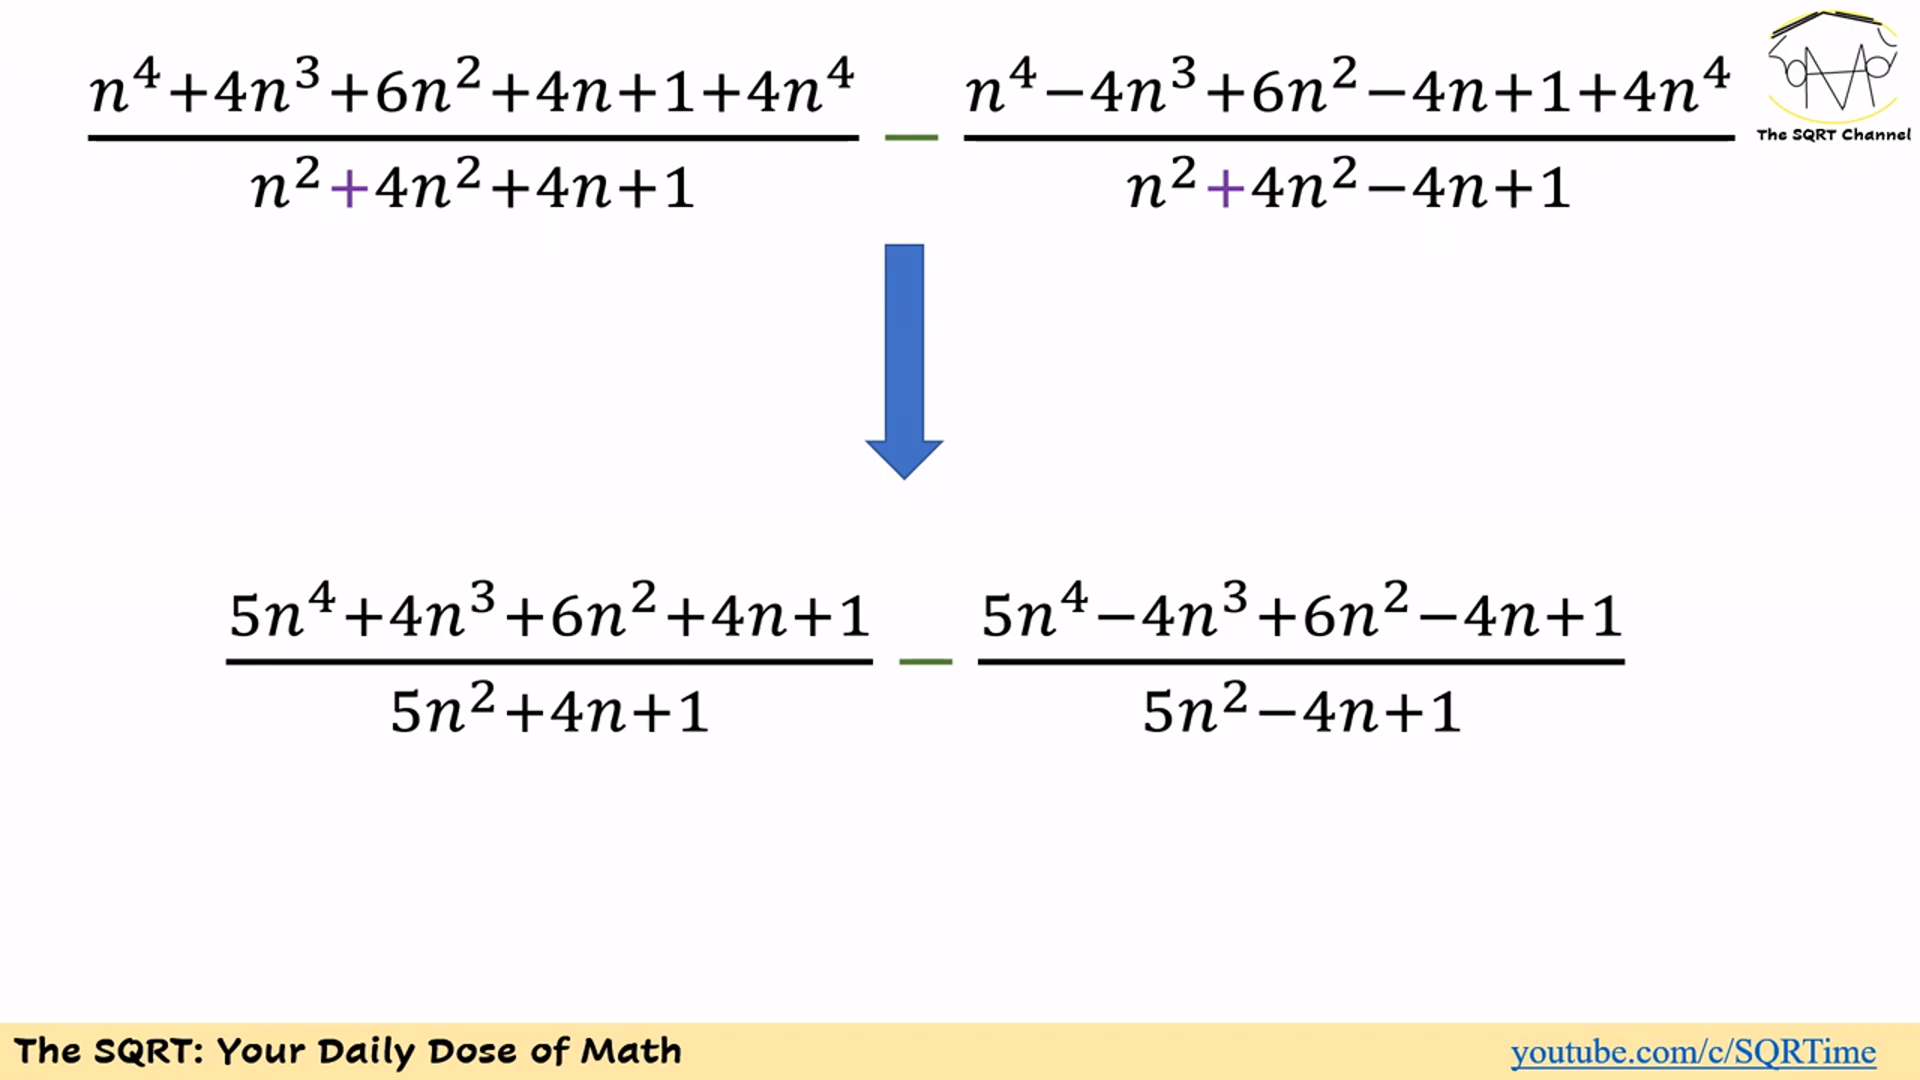 n⁴+4n³+6n²+4n+1+4n⁴ − n⁴−4n³+6n²−4n+1+4n⁴
n²+4n²+4n+1 n²+4n²−4n+1
The SQRT Channel
5n⁴+4n³+6n²+4n+1 − 5n⁴−4n³+6n²−4n+1
5n²+4n+1 5n²−4n+1
The SQRT: Your Daily Dose of Math
youtube.com/c/SQRTime